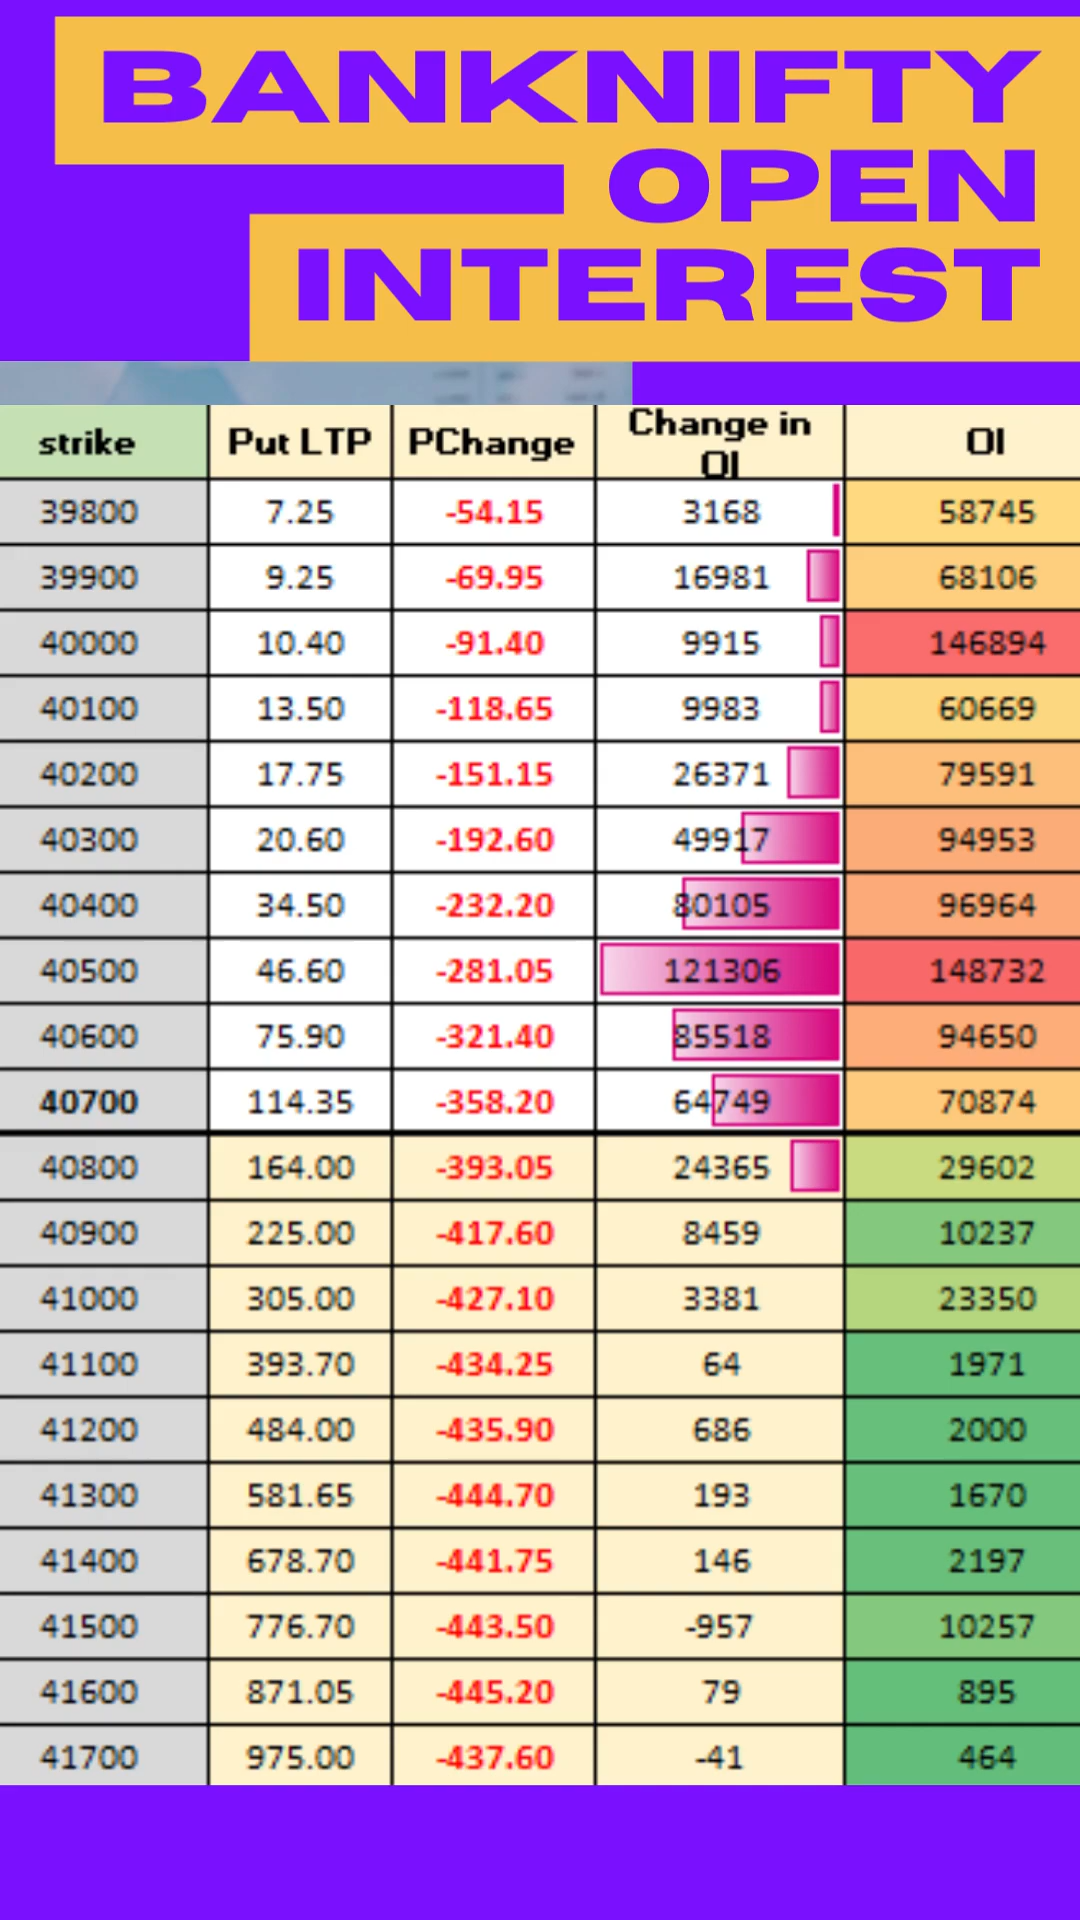 BANKNIFTY
OPEN
INTEREST
strike Put LTP PChange Change in OI OI
39800 7.25 -54.15 3168 58745
39900 9.25 -69.95 16981 68106
40000 10.40 -91.40 9915 146894
40100 13.50 -118.65 9983 60669
40200 17.75 -151.15 26371 79591
40300 20.60 -192.60 49917 94953
40400 34.50 -232.20 80105 96964
40500 46.60 -281.05 121306 148732
40600 75.90 -321.40 85518 94650
40700 114.35 -358.20 64749 70874
40800 164.00 -393.05 24365 29602
40900 225.00 -417.60 8459 10237
41000 305.00 -427.10 3381 23350
41100 393.70 -434.25 64 1971
41200 484.00 -435.90 686 2000
41300 581.65 -444.70 193 1670
41400 678.70 -441.75 146 2197
41500 776.70 -443.50 -957 10257
41600 871.05 -445.20 79 895
41700 975.00 -437.60 -41 464